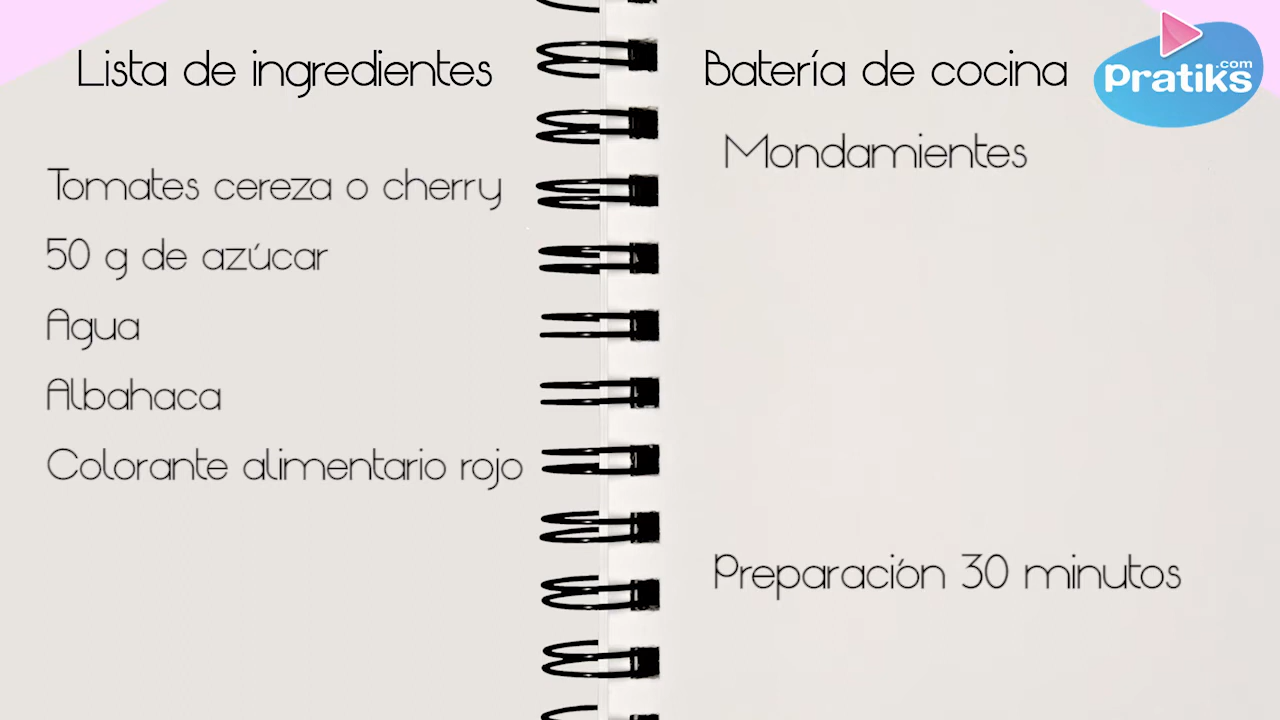 Lista de ingredientes
Tomates cereza o cherry
50 g de azúcar
Agua
Albahaca
Colorante alimentario rojo
Batería de cocina
Mondamientes
Preparación 30 minutos
Pratiks.com